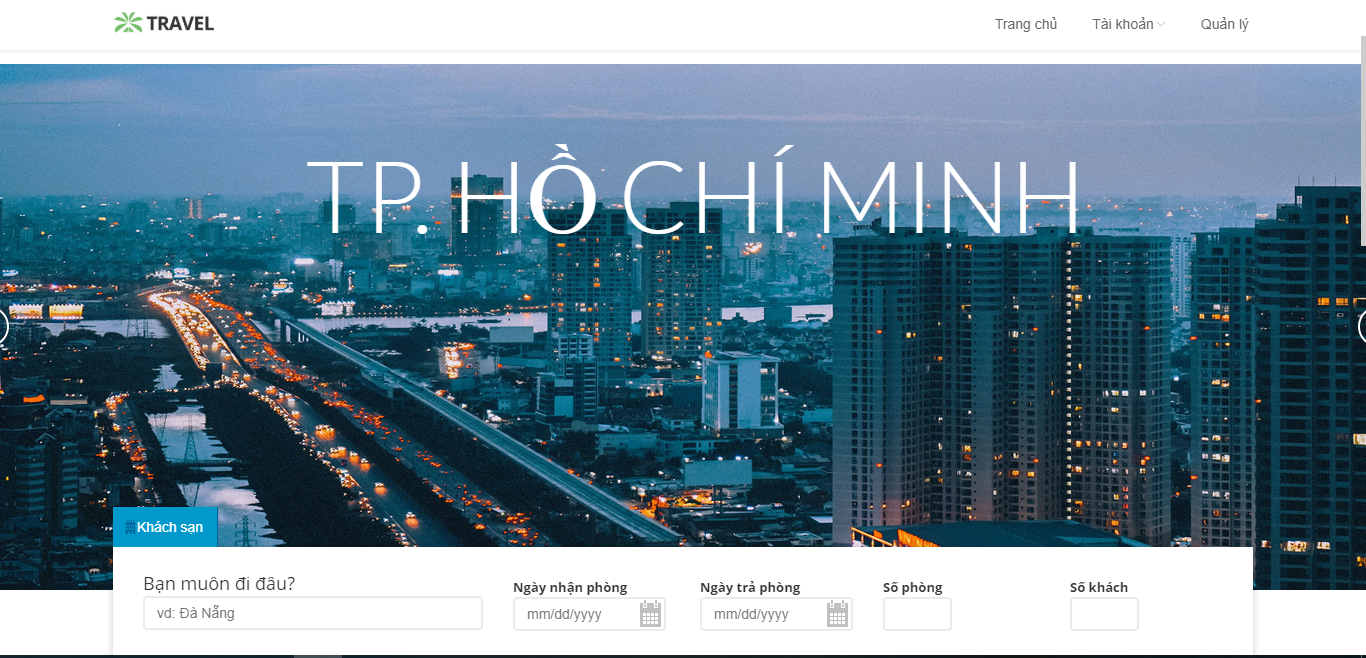 TRAVEL
Trang chủ Tài khoản Quản lý
TP. HỒ CHÍ MINH
Khách sạn
Bạn muôn đi đâu? Ngày nhận phòng Ngày trả phòng Số phòng Số khách
vd: Đà Nẵng mm/dd/yyyy mm/dd/yyyy